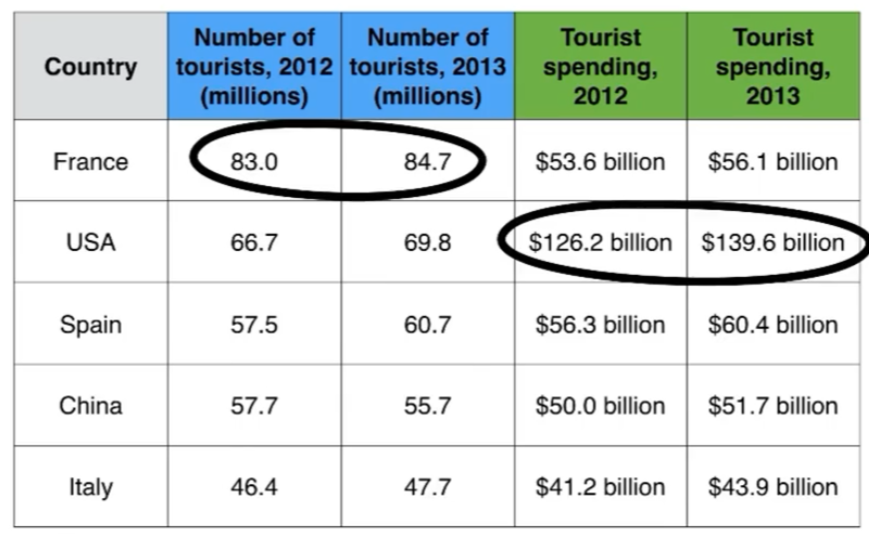 Country
Number of tourists, 2012 (millions)
Number of tourists, 2013 (millions)
Tourist spending, 2012
Tourist spending, 2013
France 83.0 84.7 $53.6 billion $56.1 billion
USA 66.7 69.8 $126.2 billion $139.6 billion
Spain 57.5 60.7 $56.3 billion $60.4 billion
China 57.7 55.7 $50.0 billion $51.7 billion
Italy 46.4 47.7 $41.2 billion $43.9 billion